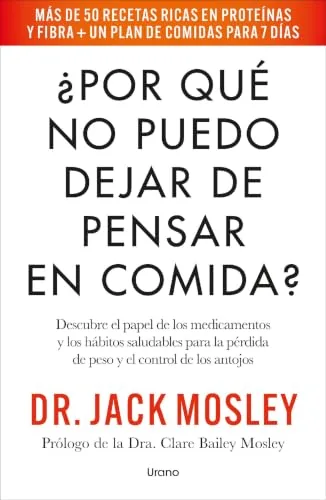 MÁS DE 50 RECETAS RICAS EN PROTEÍNAS
Y FIBRA + UN PLAN DE COMIDAS PARA 7 DÍAS
¿POR QUÉ
NO PUEDO
DEJAR DE
PENSAR
EN COMIDA?
Descubre el papel de los medicamentos
y los hábitos saludables para la pérdida
de peso y el control de los antojos
DR. JACK MOSLEY
Prólogo de la Dra. Clare Bailey Mosley
Urano